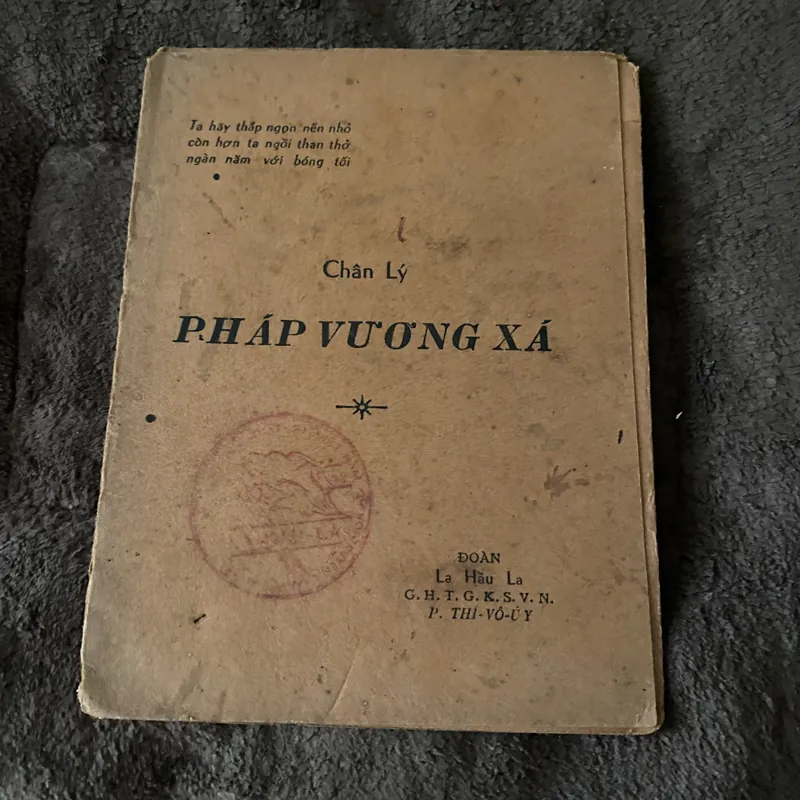 Ta hãy thắp ngọn nến nhỏ
còn hơn ta ngồi than thở
ngàn năm với bóng tối
Chân Lý
PHÁP VƯƠNG XÁ
ĐOÀN
La Hầu La
G. H. T. G. K. S. V. N.
P. THÍ-VÔ-ÚY